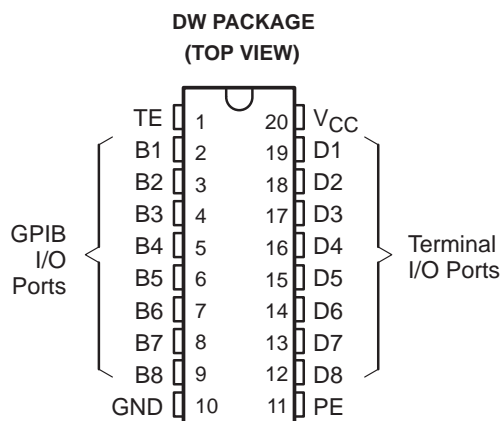 DW PACKAGE
(TOP VIEW)
TE 1 20 VCC
B1 2 19 D1
B2 3 18 D2
B3 4 17 D3
B4 5 16 D4
B5 6 15 D5
B6 7 14 D6
B7 8 13 D7
B8 9 12 D8
GND 10 11 PE
GPIB
I/O
Ports
Terminal
I/O Ports